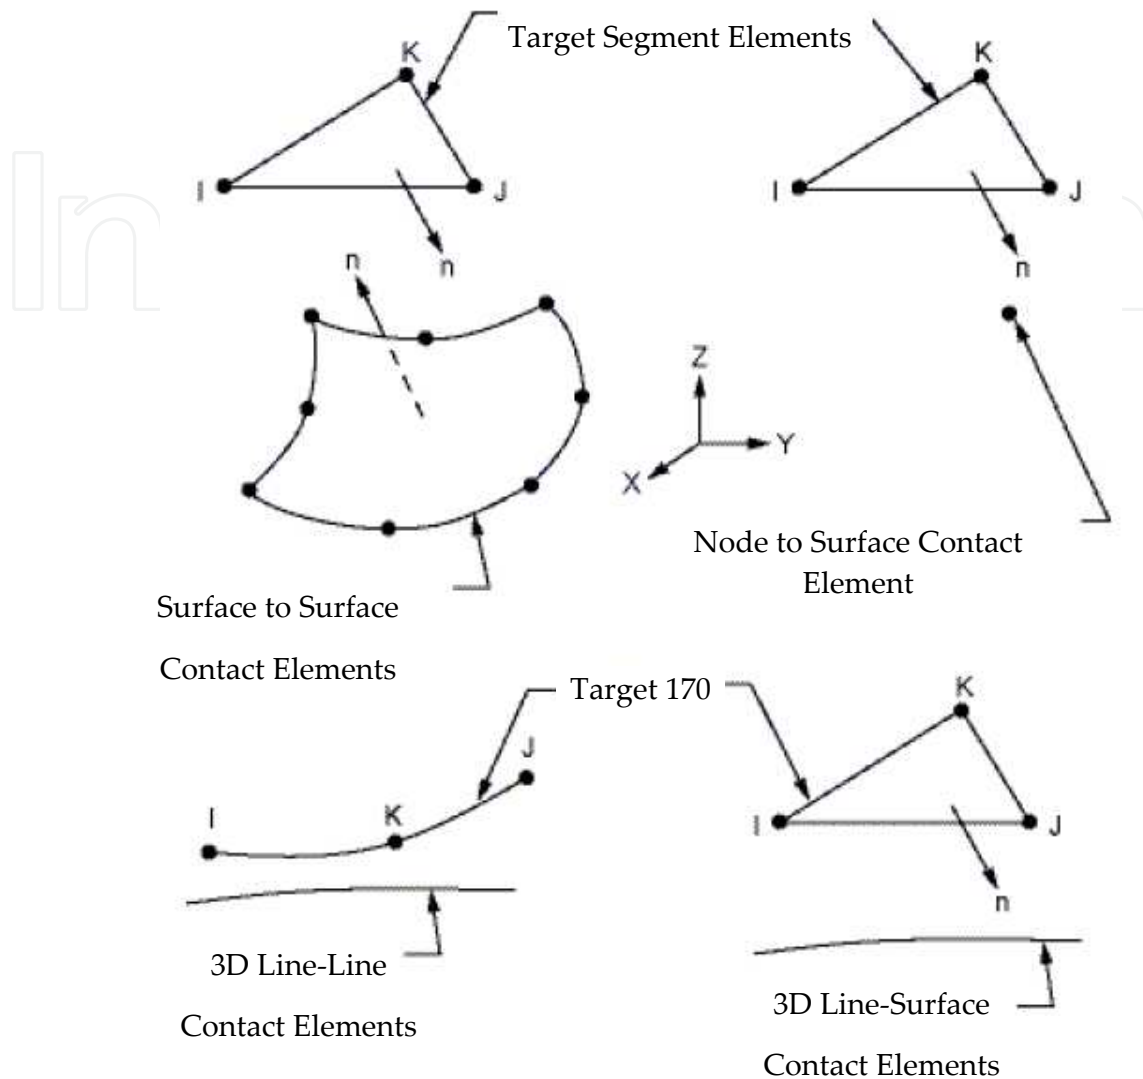 Target Segment Elements
K
K
I
J
I
J
n
n
n
Z
Y
X
Node to Surface Contact
Element
Surface to Surface
Contact Elements
Target 170
K
J
I
K
I
J
n
3D Line-Line
Contact Elements
3D Line-Surface
Contact Elements
In